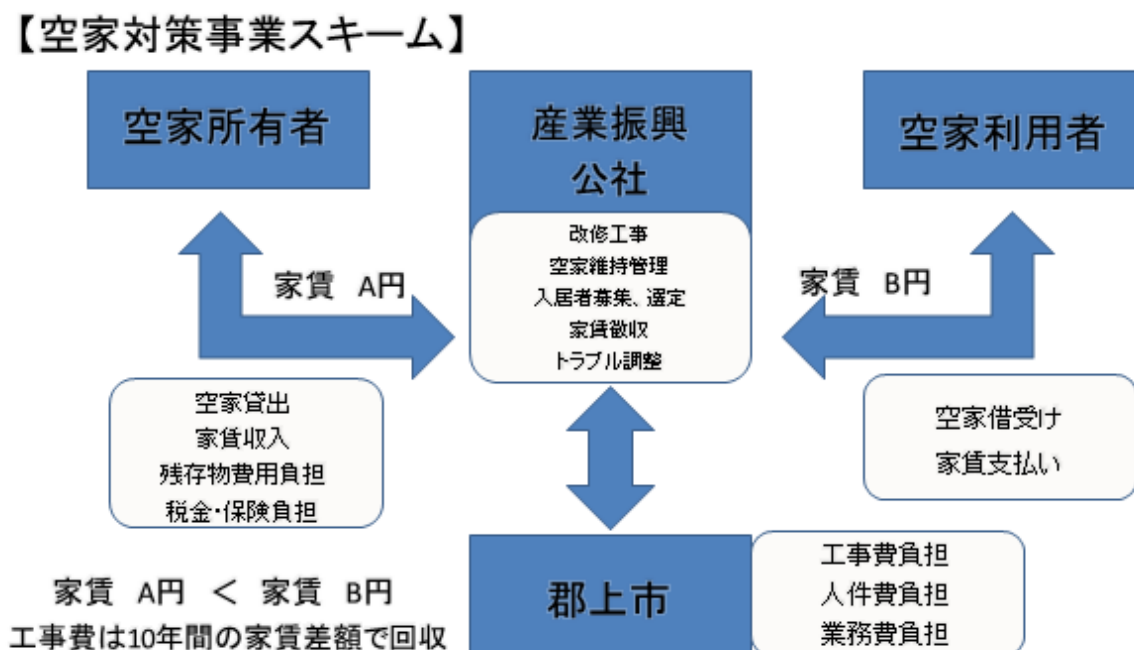 【空家対策事業スキーム】
空家所有者
産業振興
公社
空家利用者
改修工事
空家維持管理
入居者募集、選定
家賃徴収
トラブル調整
家賃 A円
家賃 B円
空家貸出
家賃収入
残存物費用負担
税金・保険負担
空家借受け
家賃支払い
郡上市
工事費負担
人件費負担
業務費負担
家賃 A円 ＜ 家賃 B円
工事費は10年間の家賃差額で回収